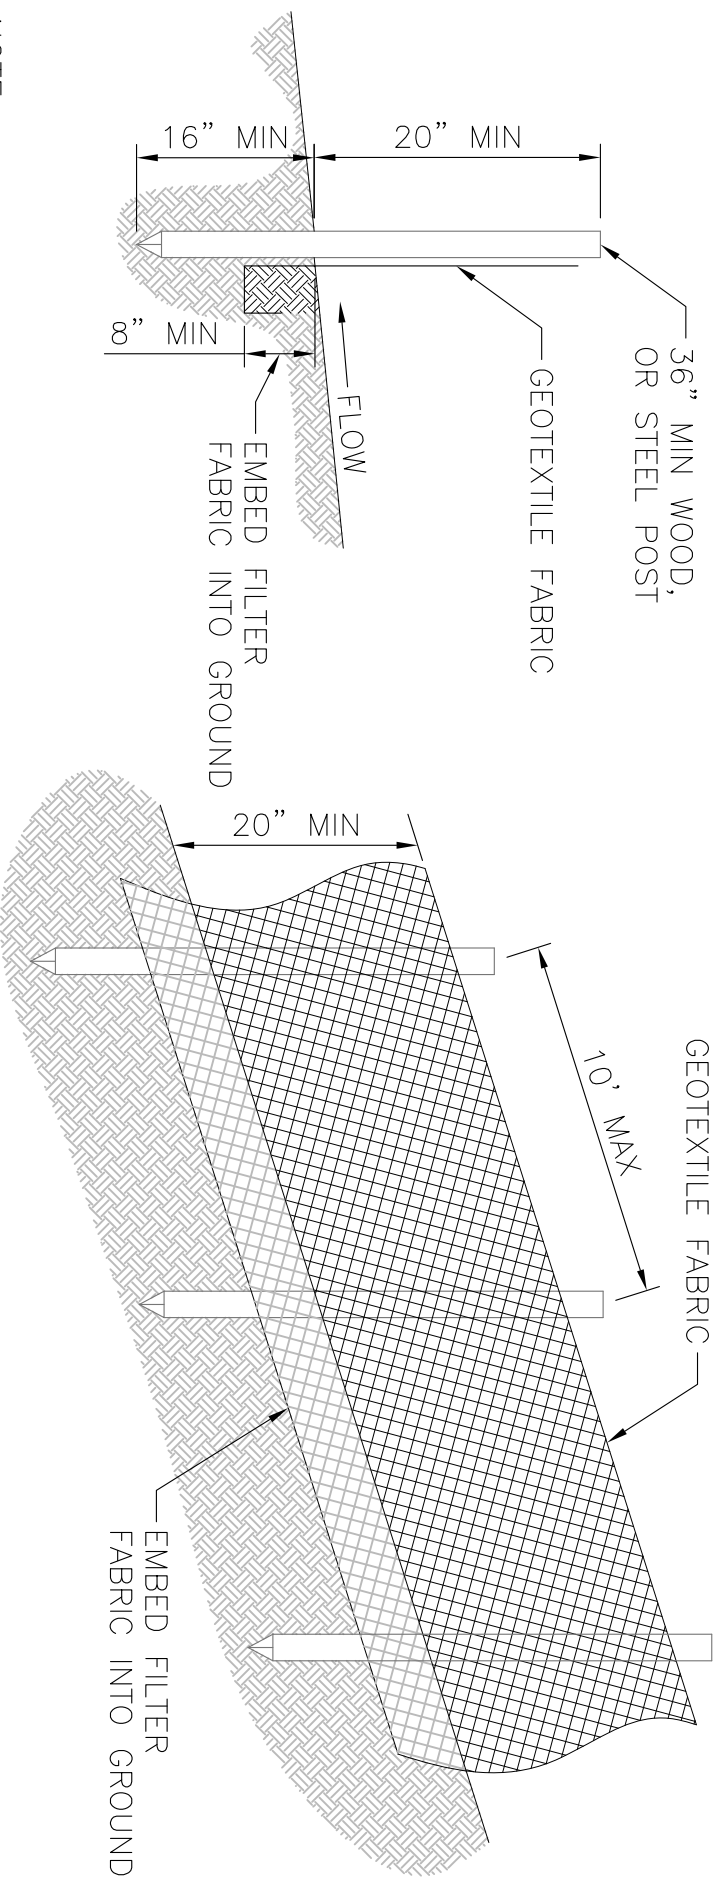 16” MIN
20” MIN
8” MIN
FLOW
36” MIN WOOD,
OR STEEL POST
GEOTEXTILE FABRIC
EMBED FILTER
FABRIC INTO GROUND
20” MIN
10’ MAX
GEOTEXTILE FABRIC
EMBED FILTER
FABRIC INTO GROUND